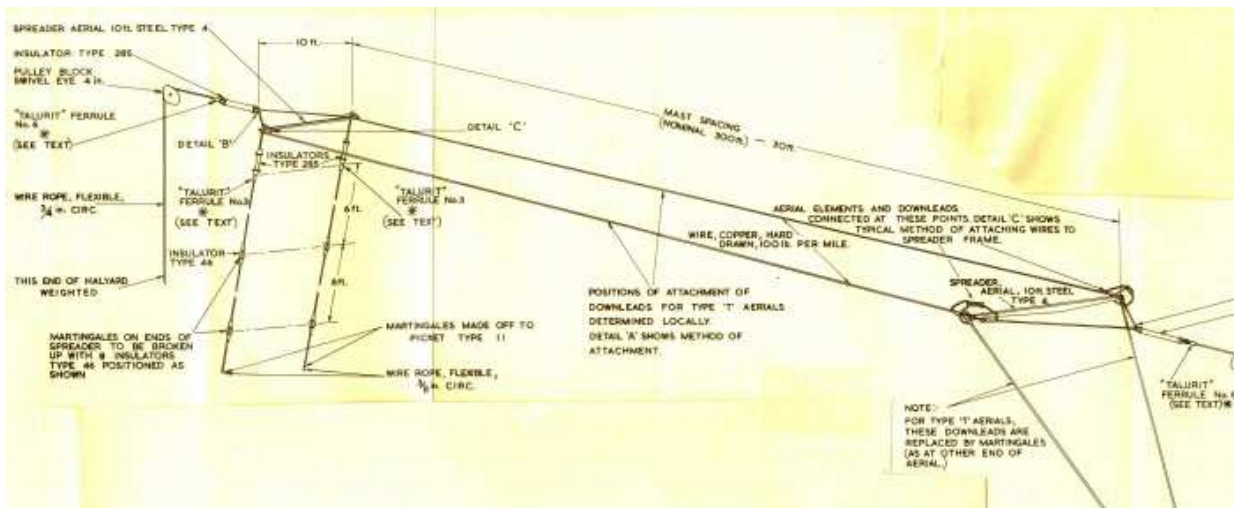 SPREADER AERIAL 10ft. STEEL TYPE 4
INSULATOR TYPE 285
PULLEY BLOCK
SWIVEL EYE 4 in.
"TALURIT" FERRULE
No. 6
*
(SEE TEXT)
DETAIL 'B'
WIRE ROPE, FLEXIBLE,
3/4 in. CIRC.
THIS END OF HALYARD
WEIGHTED
10 ft.
DETAIL 'C'
INSULATORS
TYPE 285
"TALURIT"
FERRULE No.3
*
(SEE TEXT)
"TALURIT"
FERRULE No.3
*
(SEE TEXT)
6ft.
6ft.
INSULATOR
TYPE 46
MARTINGALES ON ENDS OF
SPREADER TO BE BROKEN
UP WITH 8 INSULATORS
TYPE 46 POSITIONED AS
SHOWN
MARTINGALES MADE OFF TO
PICKET TYPE 11
WIRE ROPE, FLEXIBLE,
in. CIRC.
MAST SPACING
(NOMINAL 300ft.) — 30ft.
AERIAL ELEMENTS AND DOWNLEADS
CONNECTED AT THESE POINTS. DETAIL 'C' SHOWS
TYPICAL METHOD OF ATTACHING WIRES TO
SPREADER FRAME.
WIRE, COPPER, HARD
DRAWN, 100 lb. PER MILE.
POSITIONS OF ATTACHMENT OF
DOWNLEADS FOR TYPE 'T' AERIALS
DETERMINED LOCALLY.
DETAIL 'A' SHOWS METHOD OF
ATTACHMENT.
SPREADER,
AERIAL, 10ft. STEEL
TYPE 4.
"TALURIT"
FERRULE No. 6
(SEE TEXT)*
NOTE:-
FOR TYPE 'T' AERIALS,
THESE DOWNLEADS ARE
REPLACED BY MARTINGALES
(AS AT OTHER END OF
AERIAL.)